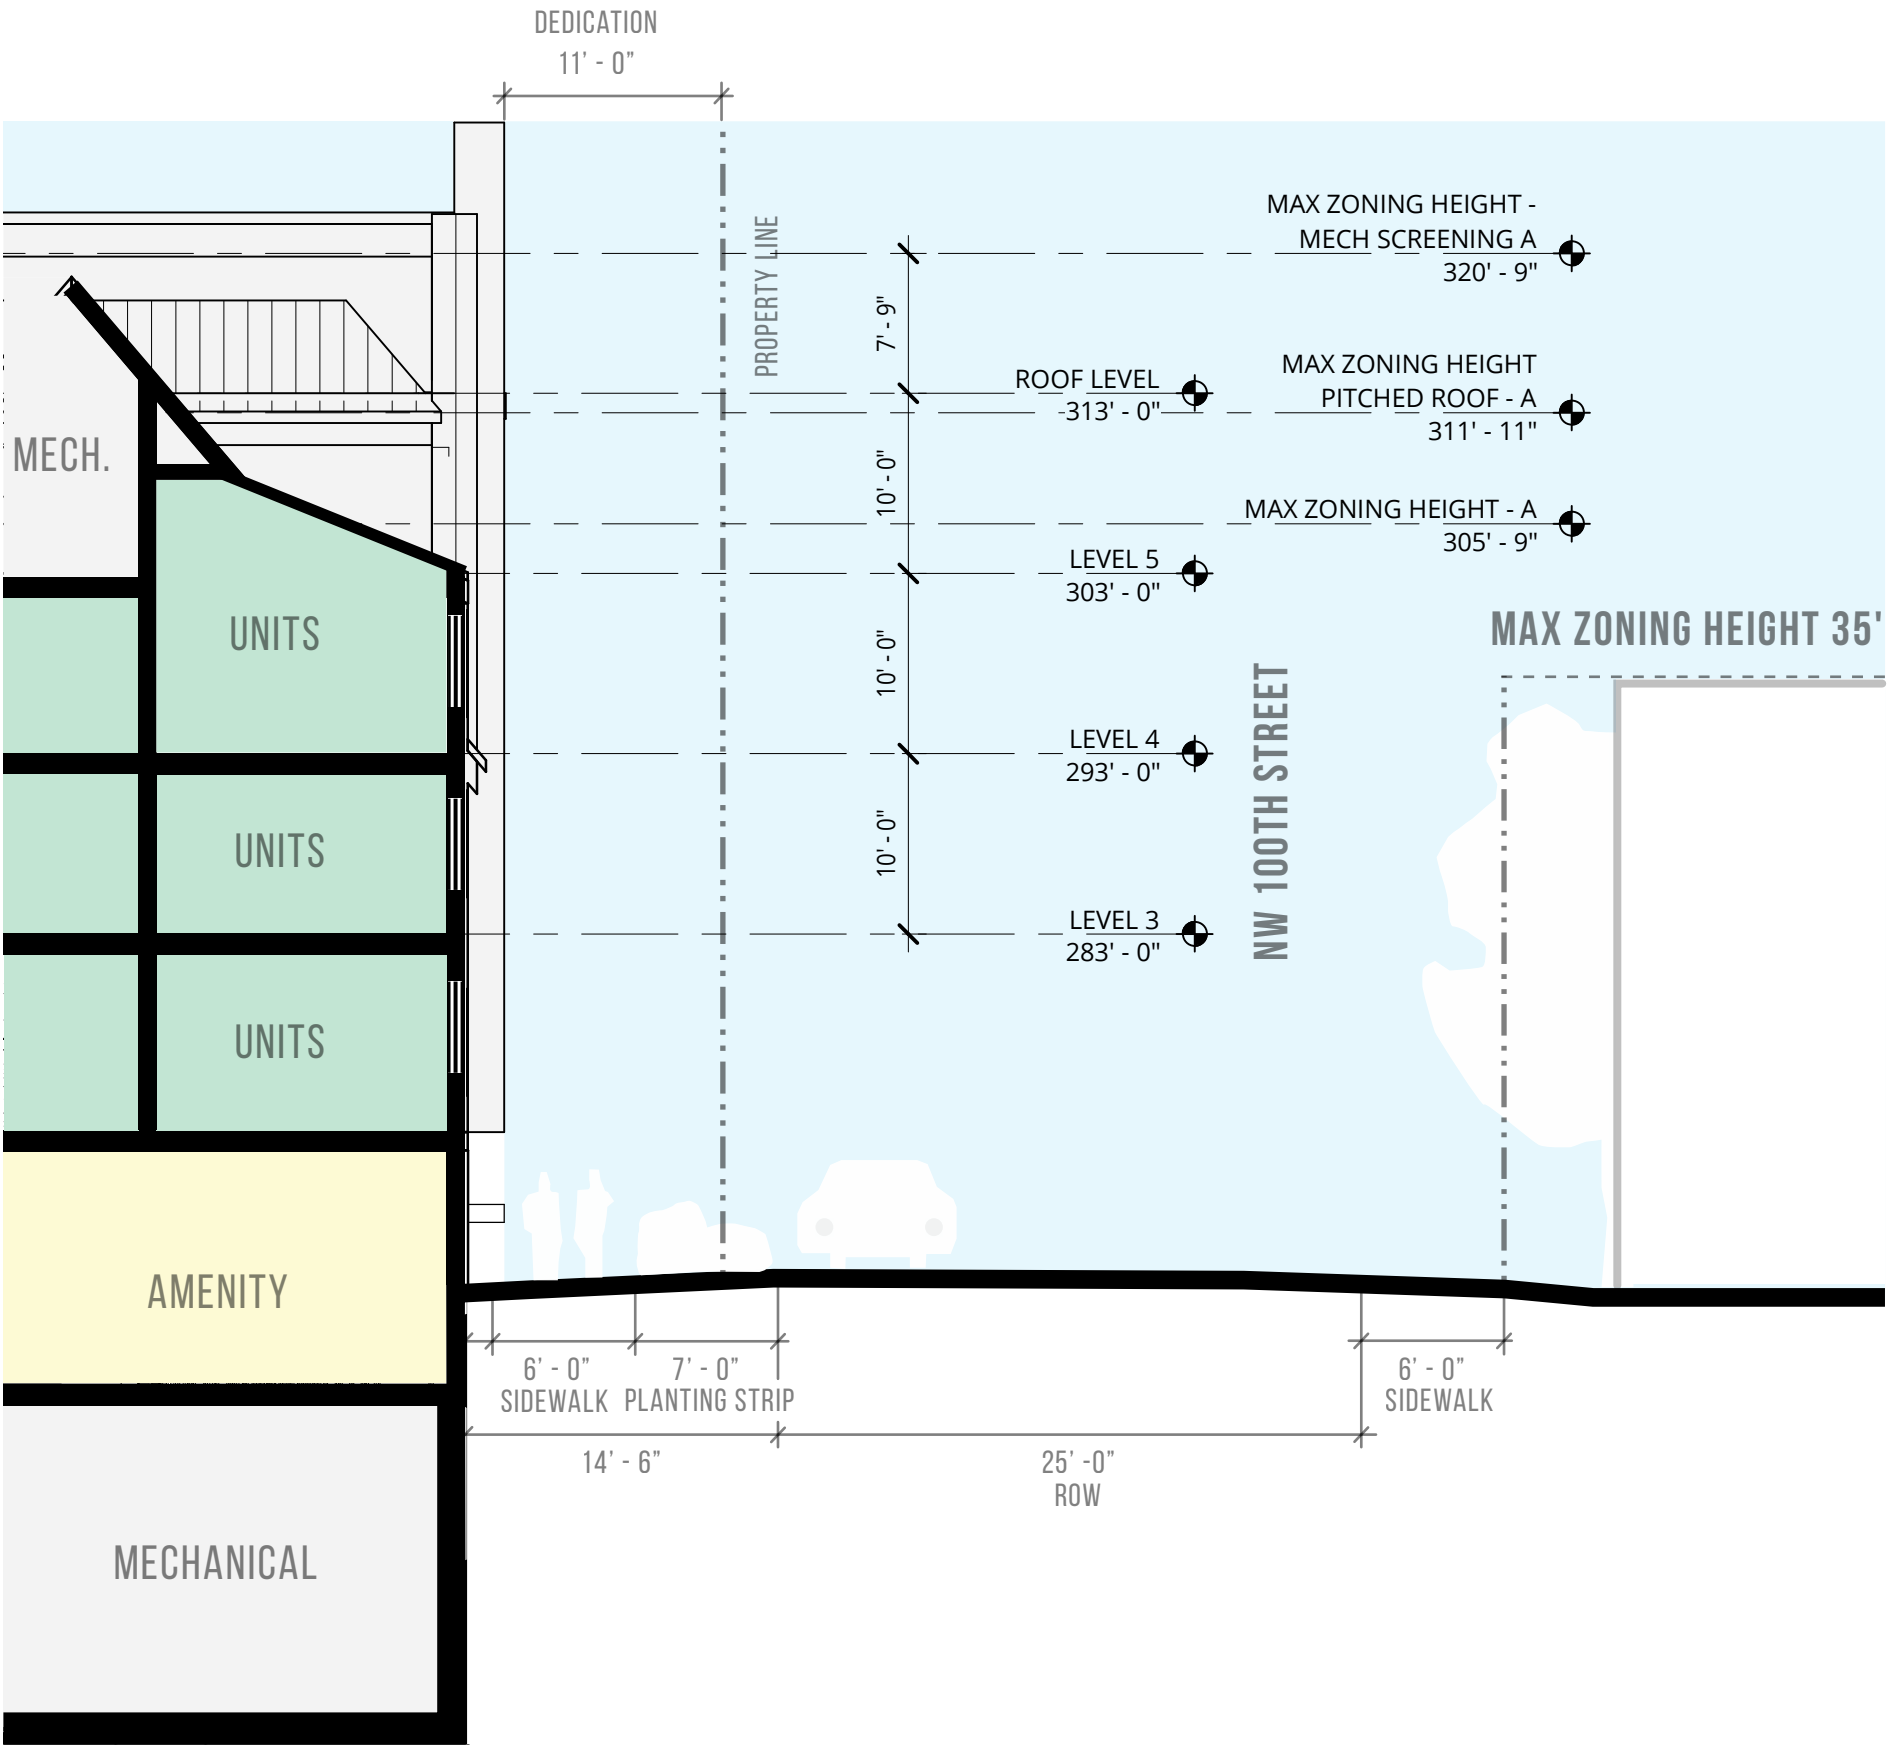 DEDICATION
11' - 0"
PROPERTY LINE
MAX ZONING HEIGHT -
MECH SCREENING A
320' - 9"
7' - 9"
ROOF LEVEL
313' - 0"
MAX ZONING HEIGHT
PITCHED ROOF - A
311' - 11"
MECH.
10' - 0"
MAX ZONING HEIGHT - A
305' - 9"
LEVEL 5
303' - 0"
UNITS
10' - 0"
MAX ZONING HEIGHT 35'
NW 100TH STREET
LEVEL 4
293' - 0"
UNITS
10' - 0"
LEVEL 3
283' - 0"
UNITS
AMENITY
6' - 0"
SIDEWALK
7' - 0"
PLANTING STRIP
6' - 0"
SIDEWALK
14' - 6"
25' -0"
ROW
MECHANICAL